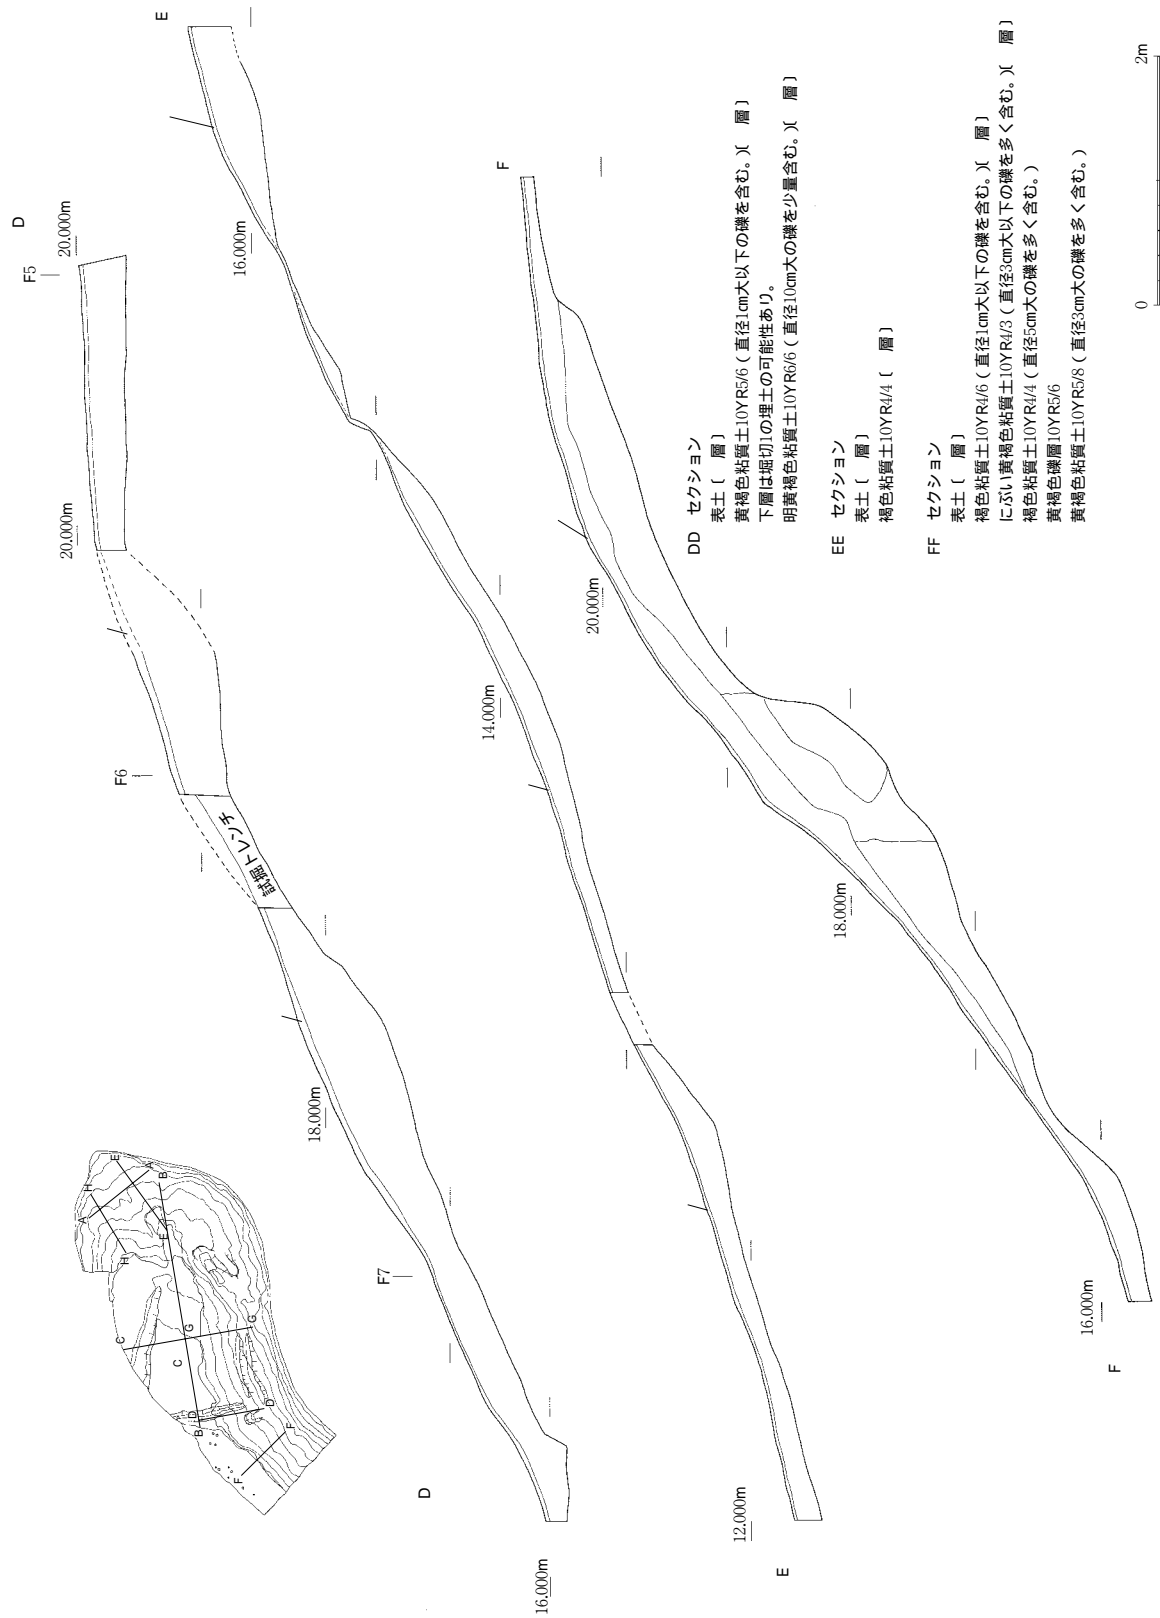 D
F5
20.000m
20.000m
F6
試掘トレンチ
18.000m
F7
D
16.000m
E
16.000m
14.000m
12.000m
E
F
20.000m
18.000m
16.000m
F
DD セクション
表土〔 層〕
黄褐色粘質土10YR5/6(直径1cm大以下の礫を含む。)〔 層〕
下層は堀切1の埋土の可能性あり。
明黄褐色粘質土10YR6/6(直径10cm大の礫を少量含む。)〔 層〕
EE セクション
表土〔 層〕
褐色粘質土10YR4/4〔 層〕
FF セクション
表土〔 層〕
褐色粘質土10YR4/6(直径1cm大以下の礫を含む。)〔 層〕
にぶい黄褐色粘質土10YR4/3(直径3cm大以下の礫を多く含む。)〔 層〕
褐色粘質土10YR4/4(直径5cm大の礫を多く含む。)
黄褐色礫層10YR5/6
黄褐色粘質土10YR5/8(直径3cm大の礫を多く含む。)
0
2m
A
A
B
B
C
C
D
D
E
E
F
F
G
G
H
H